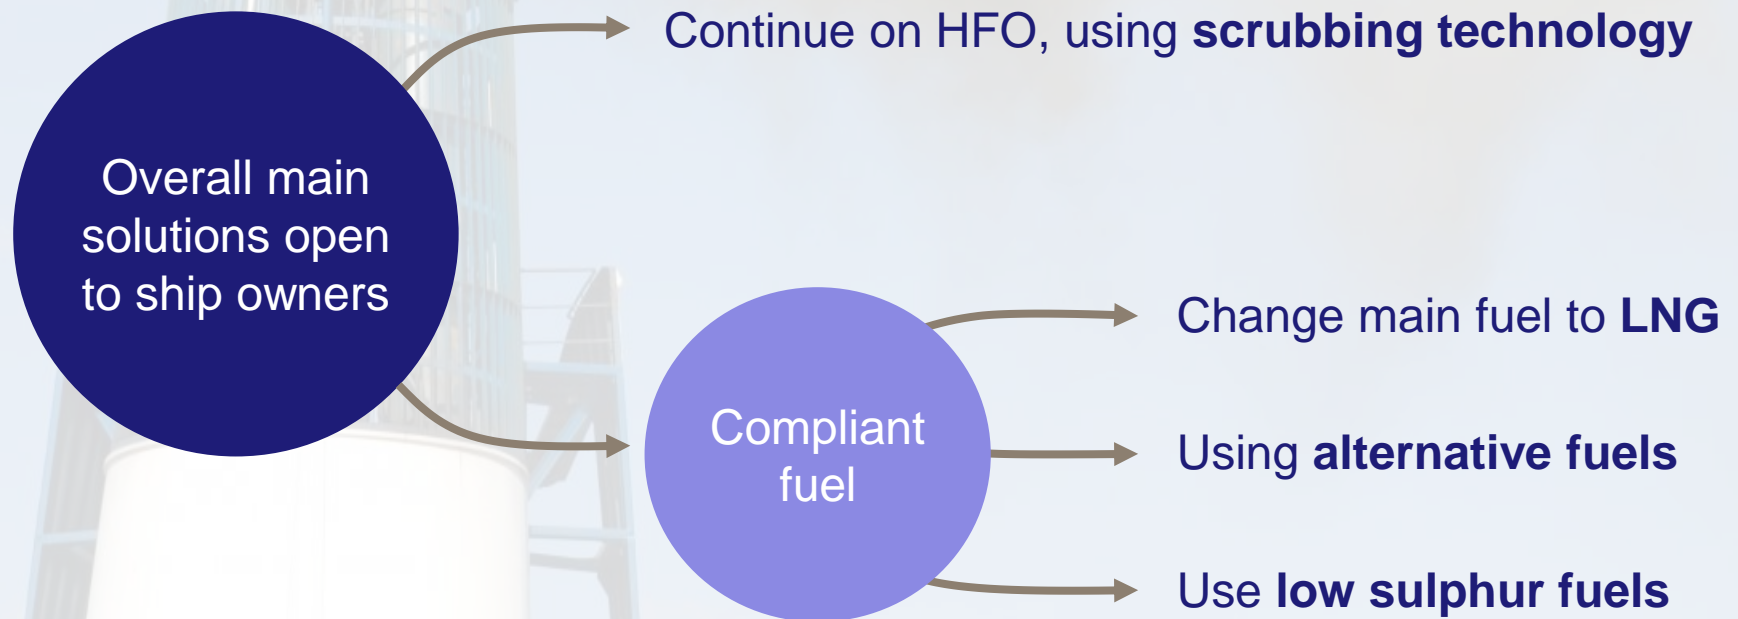 Continue on HFO, using scrubbing technology
Overall main
solutions open
to ship owners
Change main fuel to LNG
Compliant
fuel
Using alternative fuels
Use low sulphur fuels